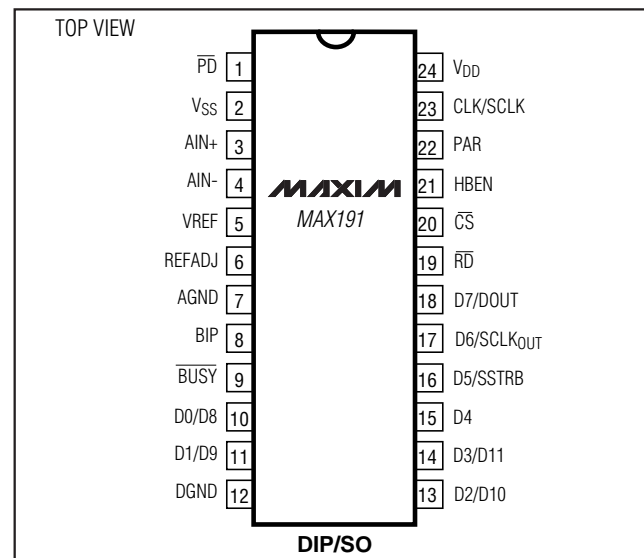 TOP VIEW
PD 1
VSS 2
AIN+ 3
AIN- 4
VREF 5
REFADJ 6
AGND 7
BIP 8
BUSY 9
D0/D8 10
D1/D9 11
DGND 12
MAXIM
MAX191
24 VDD
23 CLK/SCLK
22 PAR
21 HBEN
20 CS
19 RD
18 D7/DOUT
17 D6/SCLKOUT
16 D5/SSTRB
15 D4
14 D3/D11
13 D2/D10
DIP/SO